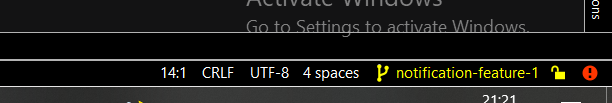 Activate Windows
Go to Settings to activate Windows.
ons
14:1 CRLF UTF-8 4 spaces notification-feature-1
21:21